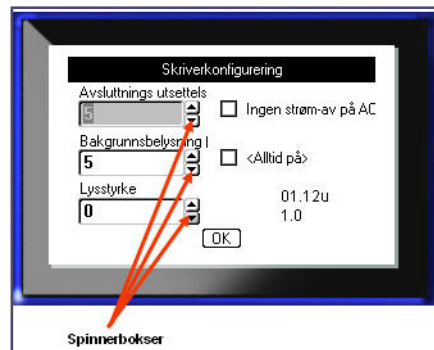 Skriverkonfigurering
Avsluttnings utsettels
5
Ingen strøm-av på AC
Bakgrunnsbelysning l
5
<Alltid på>
Lysstyrke
0
01.12u
1.0
OK
Spinnerbokser